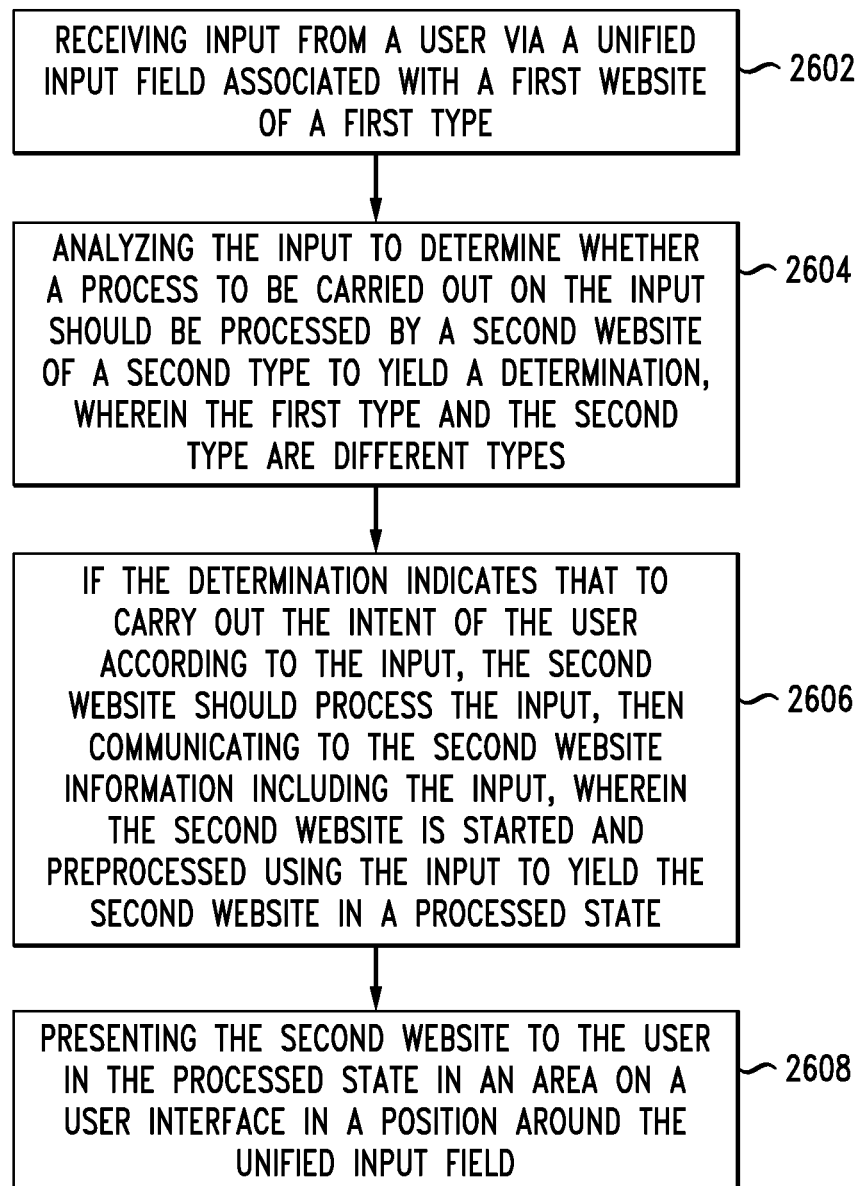 RECEIVING INPUT FROM A USER VIA A UNIFIED
INPUT FIELD ASSOCIATED WITH A FIRST WEBSITE
OF A FIRST TYPE
2602
ANALYZING THE INPUT TO DETERMINE WHETHER
A PROCESS TO BE CARRIED OUT ON THE INPUT
SHOULD BE PROCESSED BY A SECOND WEBSITE
OF A SECOND TYPE TO YIELD A DETERMINATION,
WHEREIN THE FIRST TYPE AND THE SECOND
TYPE ARE DIFFERENT TYPES
2604
IF THE DETERMINATION INDICATES THAT TO
CARRY OUT THE INTENT OF THE USER
ACCORDING TO THE INPUT, THE SECOND
WEBSITE SHOULD PROCESS THE INPUT, THEN
COMMUNICATING TO THE SECOND WEBSITE
INFORMATION INCLUDING THE INPUT, WHEREIN
THE SECOND WEBSITE IS STARTED AND
PREPROCESSED USING THE INPUT TO YIELD THE
SECOND WEBSITE IN A PROCESSED STATE
2606
PRESENTING THE SECOND WEBSITE TO THE USER
IN THE PROCESSED STATE IN AN AREA ON A
USER INTERFACE IN A POSITION AROUND THE
UNIFIED INPUT FIELD
2608